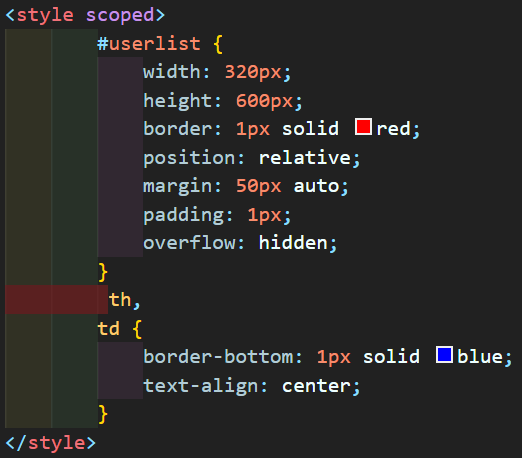 <style scoped>
#userlist {
width: 320px;
height: 600px;
border: 1px solid red;
position: relative;
margin: 50px auto;
padding: 1px;
overflow: hidden;
}
th,
td {
border-bottom: 1px solid blue;
text-align: center;
}
</style>